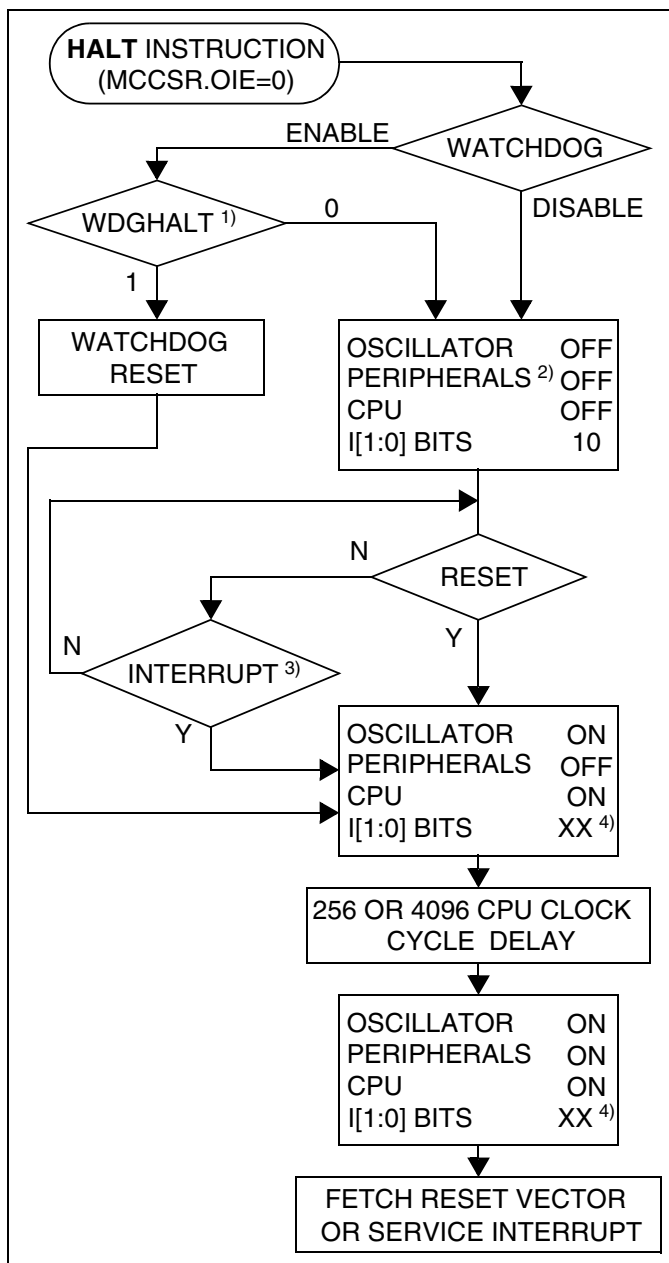 HALT INSTRUCTION
(MCCSR.OIE=0)
ENABLE
WATCHDOG
WDGHALT 1)
0
DISABLE
1
WATCHDOG
RESET
OSCILLATOR OFF
PERIPHERALS 2) OFF
CPU OFF
I[1:0] BITS 10
N
RESET
N
Y
INTERRUPT 3)
Y
OSCILLATOR ON
PERIPHERALS OFF
CPU ON
I[1:0] BITS XX 4)
256 OR 4096 CPU CLOCK
CYCLE DELAY
OSCILLATOR ON
PERIPHERALS ON
CPU ON
I[1:0] BITS XX 4)
FETCH RESET VECTOR
OR SERVICE INTERRUPT